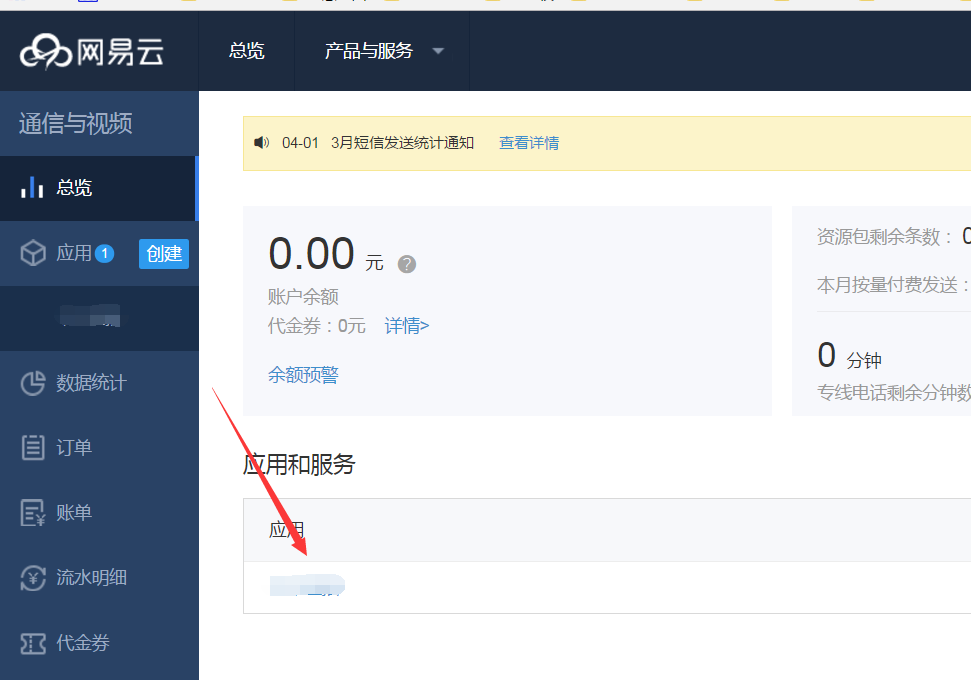 网易云
总览
产品与服务
通信与视频
总览
应用 1 创建
数据统计
订单
账单
流水明细
代金券
04-01 3月短信发送统计通知 查看详情
0.00 元 ?
账户余额
代金券：0元 详情>
余额预警
资源包剩余条数：
本月按量付费发送：
0 分钟
专线电话剩余分钟数
应用和服务
应用